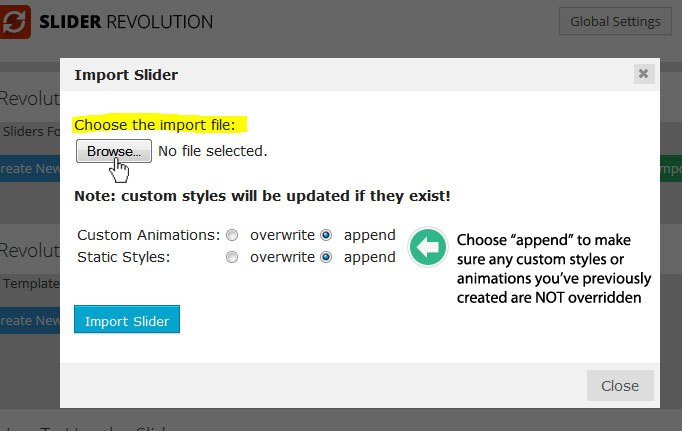 SLIDER REVOLUTION
Global Settings
Import Slider
Revolut
Choose the import file:
Sliders Fo
Browse... No file selected.
reate New
mpo
Note: custom styles will be updated if they exist!
Custom Animations: overwrite append
Static Styles: overwrite append
Choose “append” to make
sure any custom styles or
animations you’ve previously
created are NOT overridden
Revolut
Template
reate New
Import Slider
Close